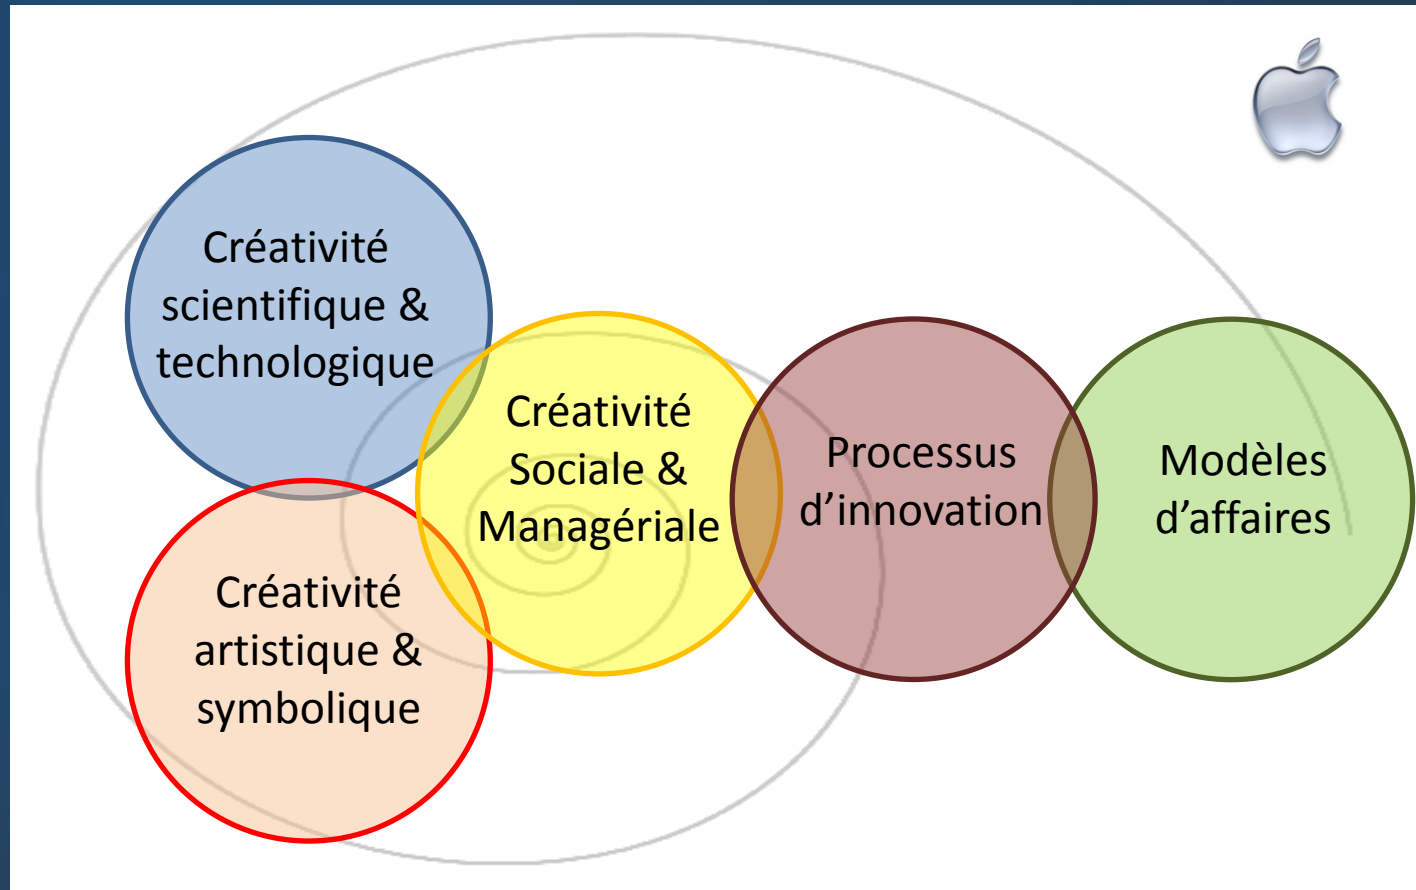 Créativité
scientifique &
technologique
Créativité
artistique &
symbolique
Créativité
Sociale &
Managériale
Processus
d’innovation
Modèles
d’affaires